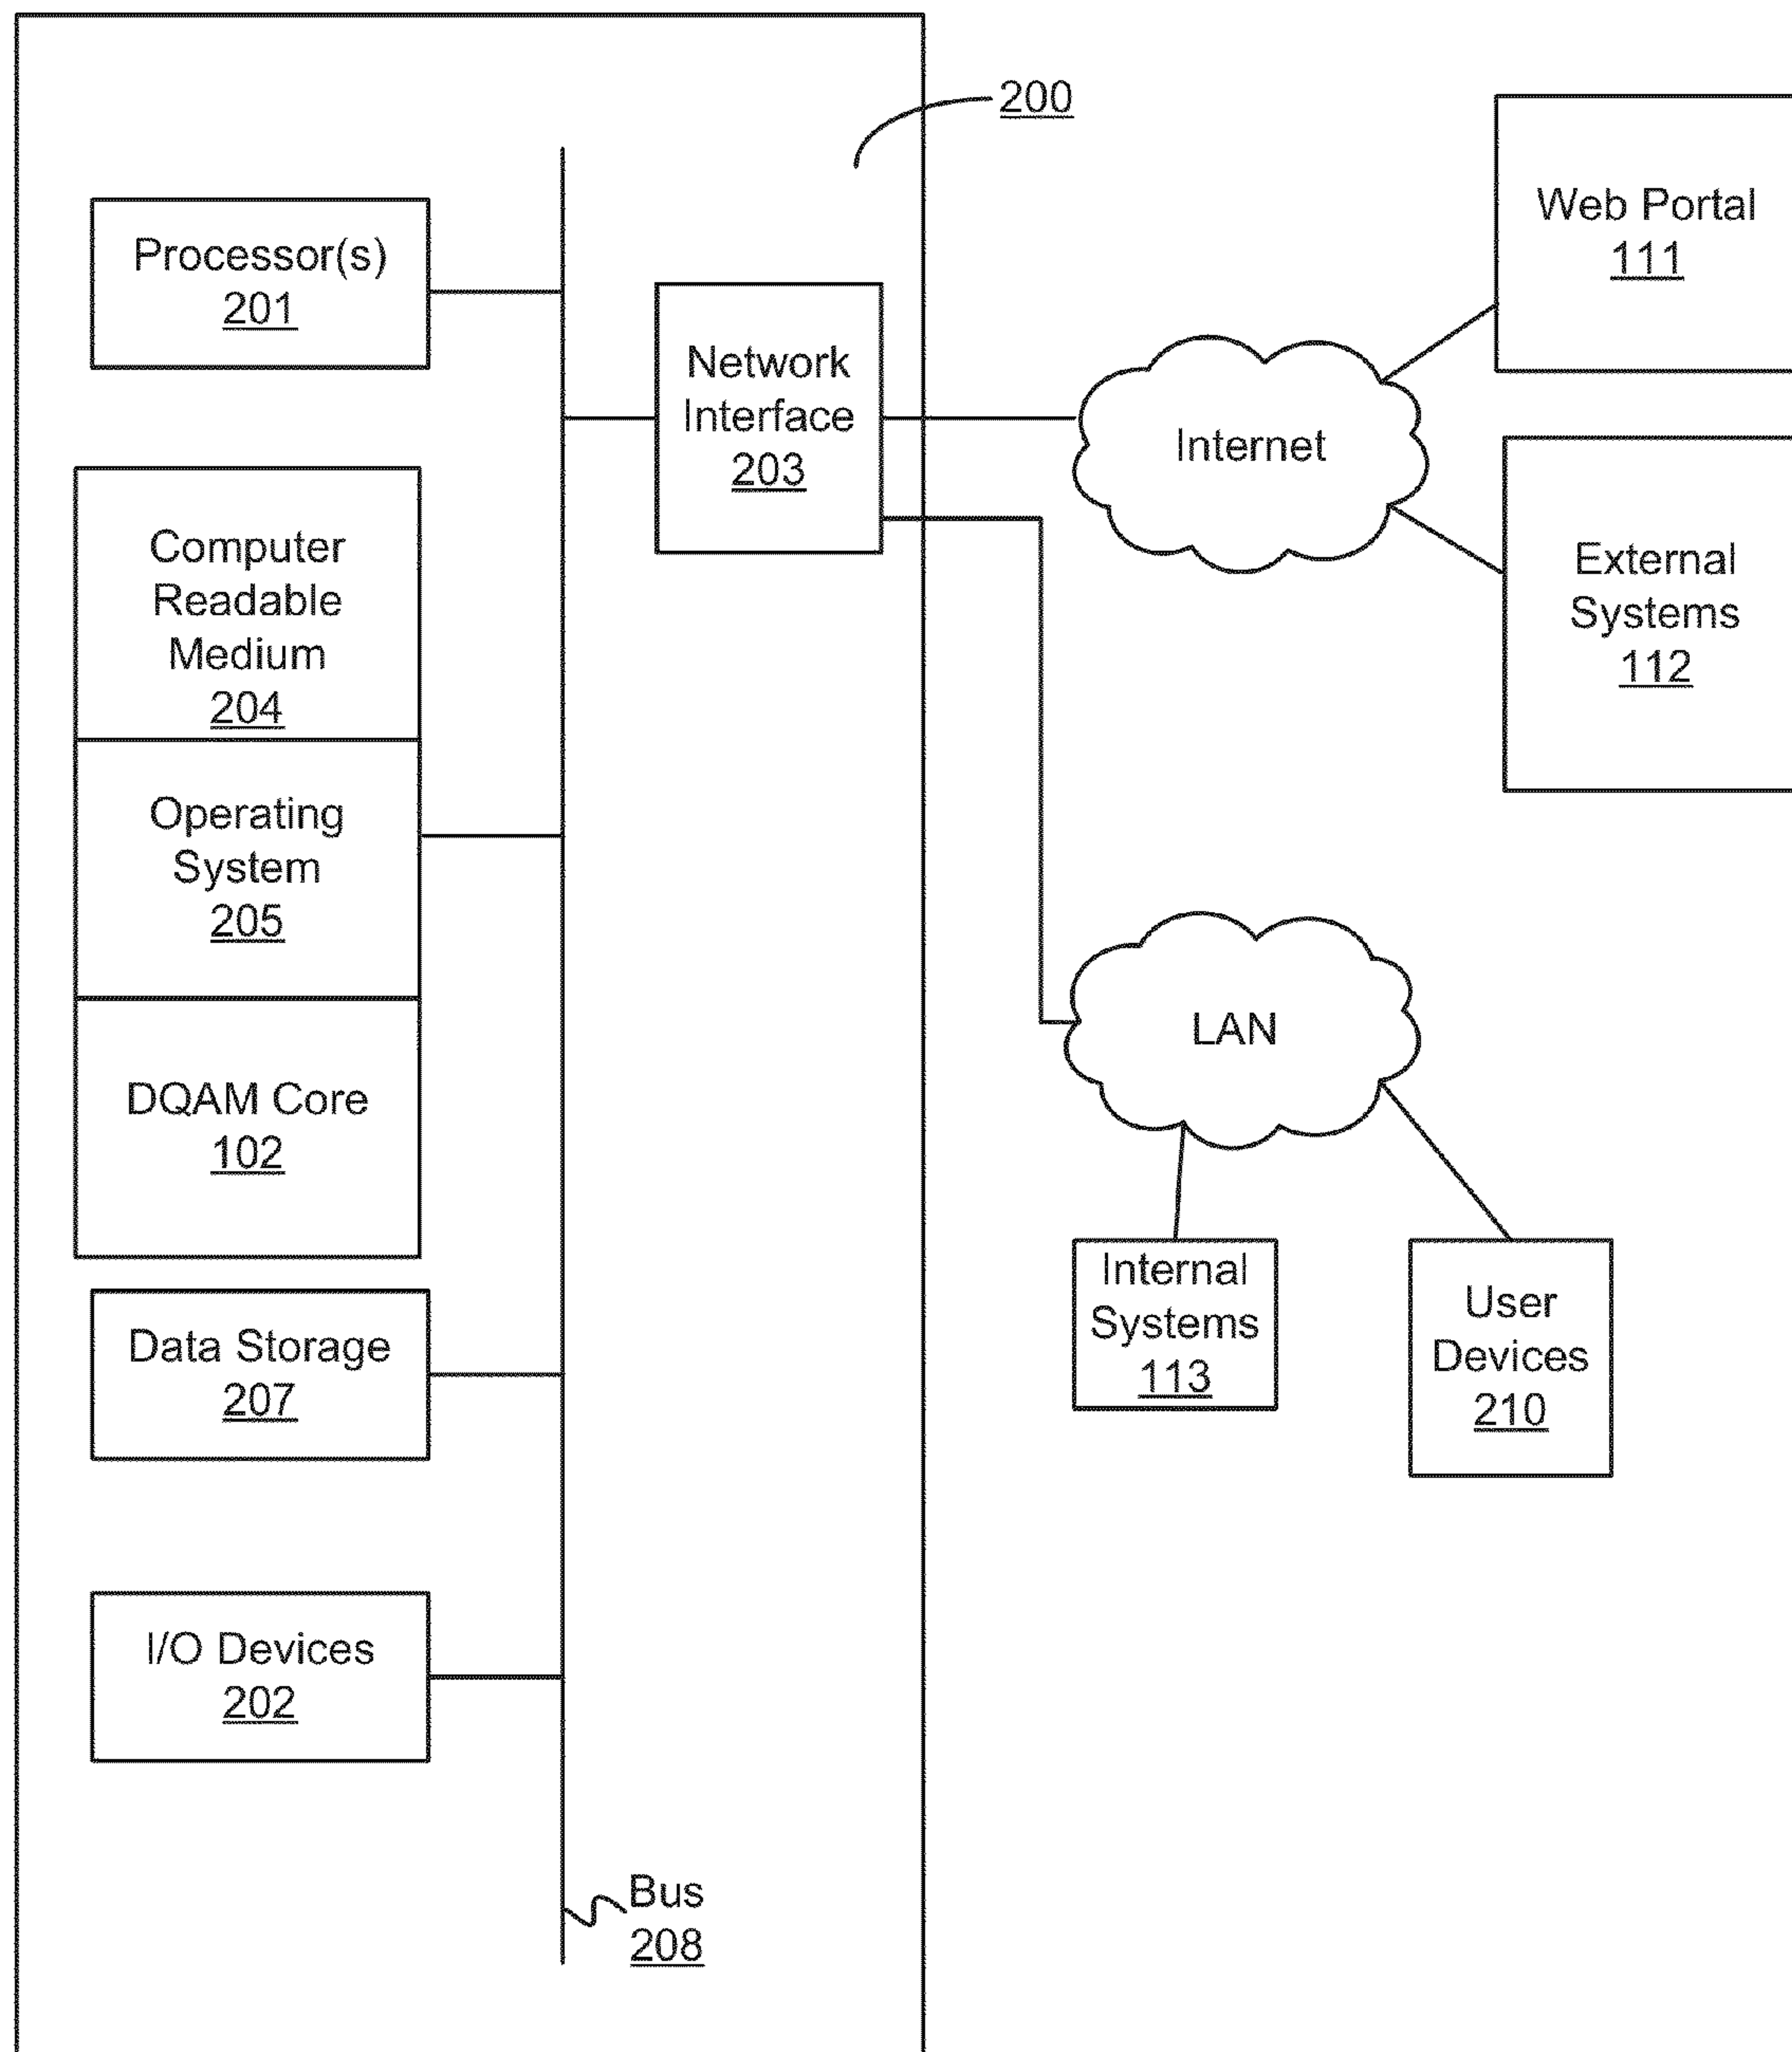 200
Processor(s)
201
Network
Interface
203
Computer
Readable
Medium
204
Operating
System
205
DQAM Core
102
Data Storage
207
I/O Devices
202
Bus
208
Internet
Web Portal
111
External
Systems
112
LAN
Internal
Systems
113
User
Devices
210